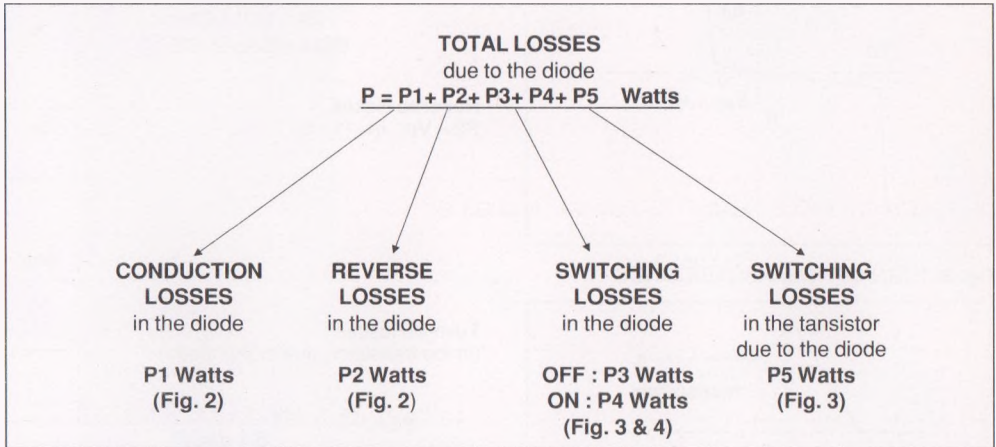 TOTAL LOSSES
due to the diode
P = P1+ P2+ P3+ P4+ P5 Watts
CONDUCTION
LOSSES
in the diode
P1 Watts
(Fig. 2)
REVERSE
LOSSES
in the diode
P2 Watts
(Fig. 2)
SWITCHING
LOSSES
in the diode
OFF : P3 Watts
ON : P4 Watts
(Fig. 3 & 4)
SWITCHING
LOSSES
in the tansistor
due to the diode
P5 Watts
(Fig. 3)